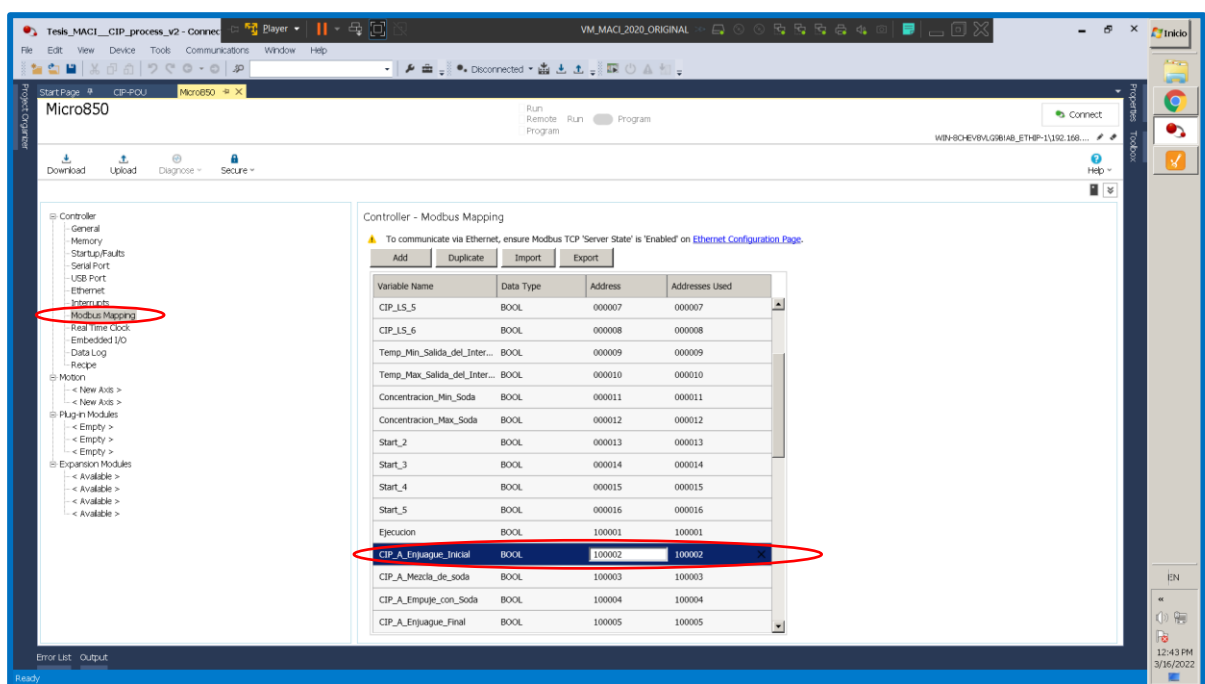 Tesis_MACI__CIP_process_v2 - Connec
Player
VM_MACI_2020_ORIGINAL
Inicio
File Edit View Device Tools Communications Window Help
Disconnected
Start Page CIP-POU Micro850
Project Organizer
Properties
Toolbox
Micro850
Run
Remote Run Program
Program
Connect
Download Upload Diagnose Secure
Help
Controller
General
Memory
Startup/Faults
Serial Port
USB Port
Ethernet
Interrupts
Modbus Mapping
Real Time Clock
Embedded I/O
Data Log
Recipe
Motion
< New Axis >
< New Axis >
Plug-in Modules
< Empty >
< Empty >
< Empty >
Expansion Modules
< Available >
< Available >
< Available >
< Available >
Controller - Modbus Mapping
To communicate via Ethernet, ensure Modbus TCP 'Server State' is 'Enabled' on Ethernet Configuration Page.
Add Duplicate Import Export
Variable Name Data Type Address Addresses Used
CIP_LS_5 BOOL 000007 000007
CIP_LS_6 BOOL 000008 000008
Temp_Min_Salida_del_Inter... BOOL 000009 000009
Temp_Max_Salida_del_Inter... BOOL 000010 000010
Concentracion_Min_Soda BOOL 000011 000011
Concentracion_Max_Soda BOOL 000012 000012
Start_2 BOOL 000013 000013
Start_3 BOOL 000014 000014
Start_4 BOOL 000015 000015
Start_5 BOOL 000016 000016
Ejecucion BOOL 100001 100001
CIP_A_Enjuague_Inicial BOOL 100002 100002
CIP_A_Mezcla_de_soda BOOL 100003 100003
CIP_A_Empuje_con_Soda BOOL 100004 100004
CIP_A_Enjuague_Final BOOL 100005 100005
Error List Output
Ready
EN
12:43 PM
3/16/2022